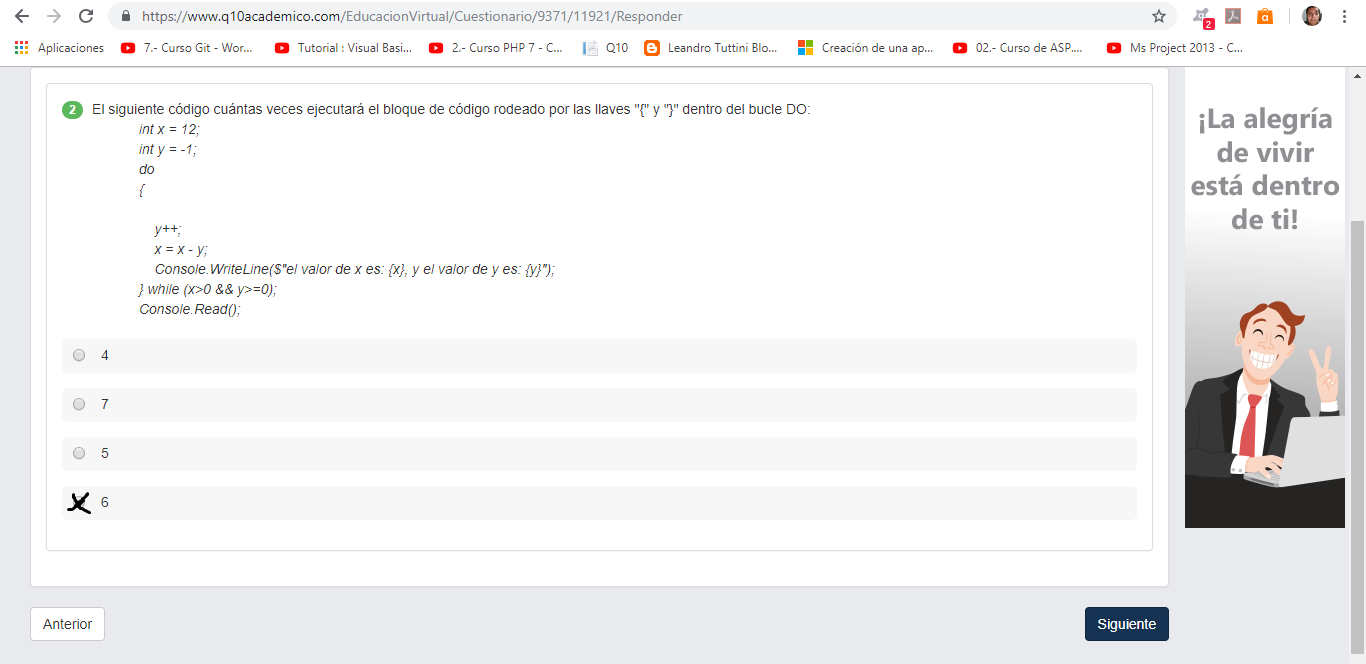 https://www.q10academico.com/EducacionVirtual/Cuestionario/9371/11921/Responder
2
a
Aplicaciones
7.- Curso Git - Wor...
Tutorial : Visual Basi...
2.- Curso PHP 7 - C...
Q10
Leandro Tuttini Blo...
Creación de una ap...
02.- Curso de ASP....
Ms Project 2013 - C...
2 El siguiente código cuántas veces ejecutará el bloque de código rodeado por las llaves "{" y "}" dentro del bucle DO:
int x = 12;
int y = -1;
do
{
y++;
x = x - y;
Console.WriteLine($"el valor de x es: {x}, y el valor de y es: {y}");
} while (x>0 && y>=0);
Console.Read();
4
7
5
6
Anterior
Siguiente
¡La alegría
de vivir
está dentro
de ti!